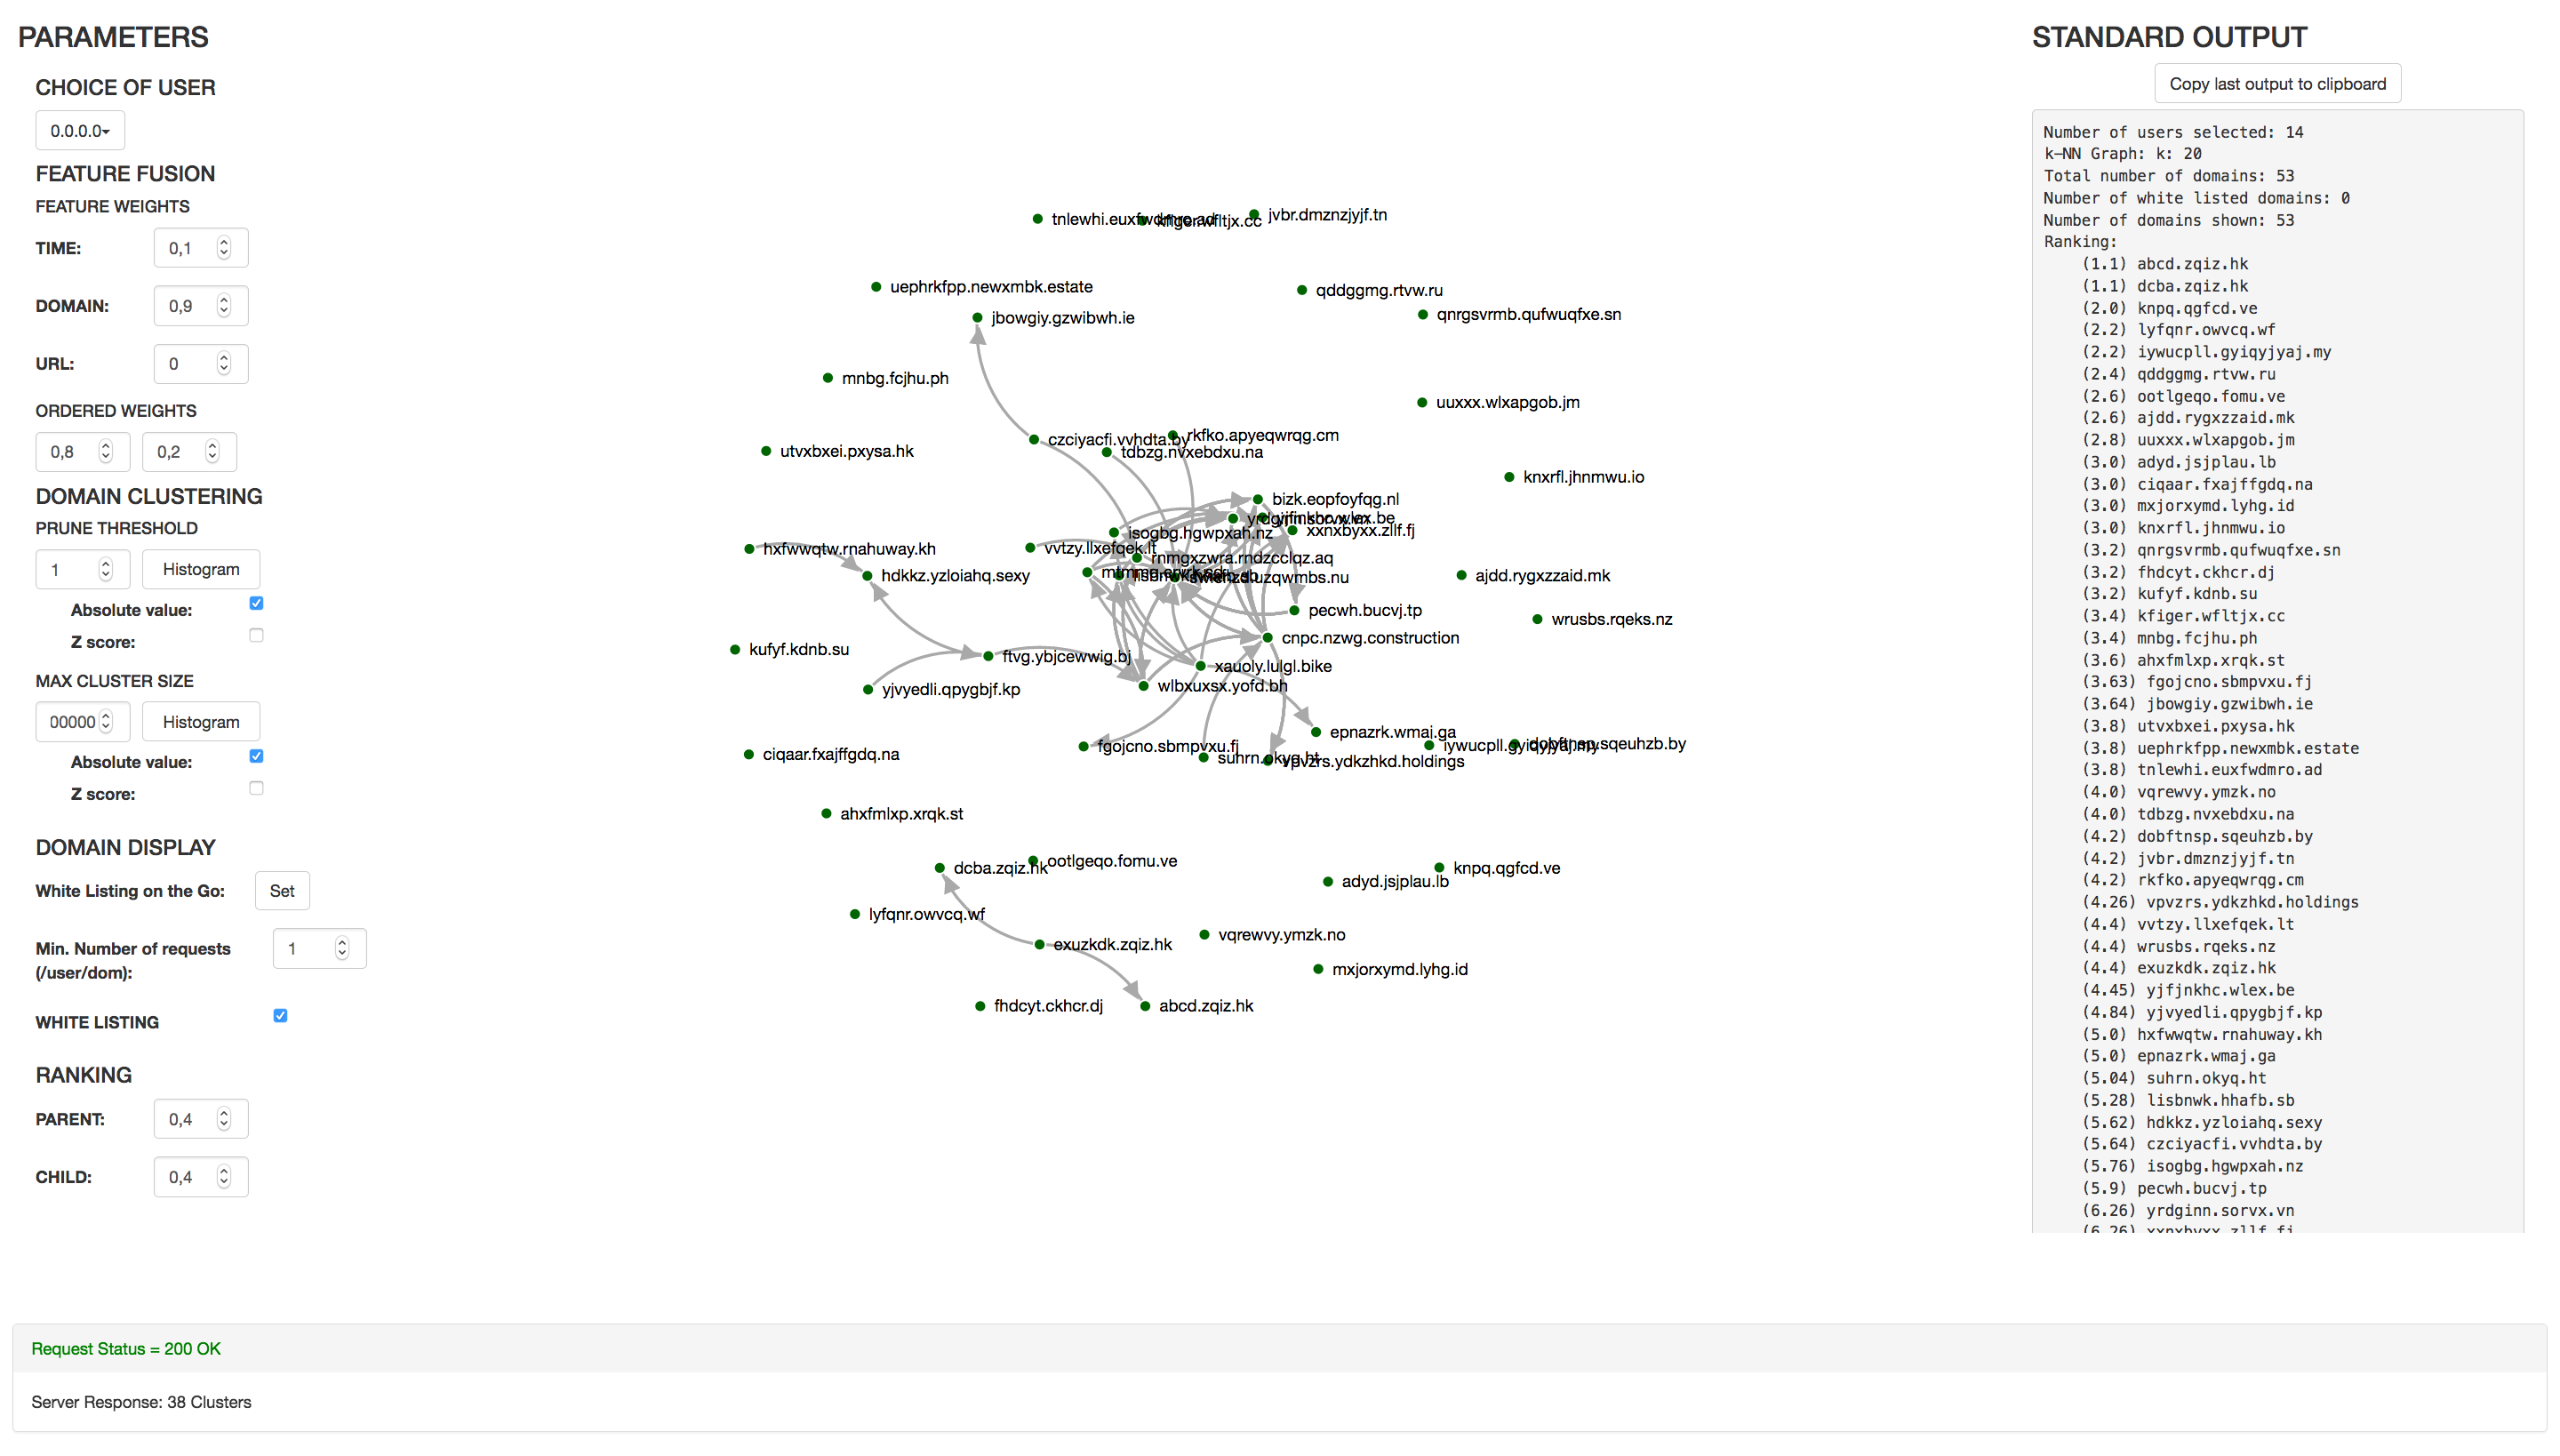 PARAMETERS
CHOICE OF USER
0.0.0.0
FEATURE FUSION
FEATURE WEIGHTS
TIME: 0,1
DOMAIN: 0,9
URL: 0
ORDERED WEIGHTS
0,8 0,2
DOMAIN CLUSTERING
PRUNE THRESHOLD
1 Histogram
Absolute value:
Z score:
MAX CLUSTER SIZE
00000 Histogram
Absolute value:
Z score:
DOMAIN DISPLAY
White Listing on the Go: Set
Min. Number of requests 1
(/user/dom):
WHITE LISTING
RANKING
PARENT: 0,4
CHILD: 0,4
tnlewhi.euxfwdmro.ad
kfiger.wfltjx.cc
jvbr.dmznzjyjf.tn
uephrkfpp.newxmbk.estate
qddggmg.rtvw.ru
jbowgiy.gzwibwh.ie
qnrgsvrmb.qufwuqfxe.sn
mnbg.fcjhu.ph
uuxxx.wlxapgob.jm
czciyacfi.vvhdta.by
rkfko.apyeqwrqg.cm
utvxbxei.pxysa.hk
tdbzg.nvxebdxu.na
knxrfl.jhnmwu.io
bizk.eopfoyfqg.nl
yrdginn.sorvx.vn
yjfjnkhc.wlex.be
isogbg.hgwpxah.nz
xxnxbyxx.zllf.fj
hxfwwqtw.rnahuway.kh
vvtzy.llxefqek.lt
rnmgxzwra.rndzcclqz.aq
hdkkz.yzloiahq.sexy
lisbnwk.hhafb.sb
ajdd.rygxzzaid.mk
pecwh.bucvj.tp
wrusbs.rqeks.nz
cnpc.nzwg.construction
kufyf.kdnb.su
ftvg.ybjcewwig.bj
xauoly.lulgl.bike
yjvyedli.qpygbjf.kp
wlbxuxsx.yofd.bh
epnazrk.wmaj.ga
fgojcno.sbmpvxu.fj
iywucpll.gyiqyjyaj.my
dobftnsp.sqeuhzb.by
ciqaar.fxajffgdq.na
suhrn.okyq.ht
vpvzrs.ydkzhkd.holdings
ahxfmlxp.xrqk.st
dcba.zqiz.hk
ootlgeqo.fomu.ve
knpq.qgfcd.ve
adyd.jsjplau.lb
lyfqnr.owvcq.wf
vqrewvy.ymzk.no
exuzkdk.zqiz.hk
mxjorxymd.lyhg.id
fhdcyt.ckhcr.dj
abcd.zqiz.hk
STANDARD OUTPUT
Copy last output to clipboard
Number of users selected: 14
k-NN Graph: k: 20
Total number of domains: 53
Number of white listed domains: 0
Number of domains shown: 53
Ranking:
(1.1) abcd.zqiz.hk
(1.1) dcba.zqiz.hk
(2.0) knpq.qgfcd.ve
(2.2) lyfqnr.owvcq.wf
(2.2) iywucpll.gyiqyjyaj.my
(2.4) qddggmg.rtvw.ru
(2.6) ootlgeqo.fomu.ve
(2.6) ajdd.rygxzzaid.mk
(2.8) uuxxx.wlxapgob.jm
(3.0) adyd.jsjplau.lb
(3.0) ciqaar.fxajffgdq.na
(3.0) mxjorxymd.lyhg.id
(3.0) knxrfl.jhnmwu.io
(3.2) qnrgsvrmb.qufwuqfxe.sn
(3.2) fhdcyt.ckhcr.dj
(3.2) kufyf.kdnb.su
(3.4) kfiger.wfltjx.cc
(3.4) mnbg.fcjhu.ph
(3.6) ahxfmlxp.xrqk.st
(3.63) fgojcno.sbmpvxu.fj
(3.64) jbowgiy.gzwibwh.ie
(3.8) utvxbxei.pxysa.hk
(3.8) uephrkfpp.newxmbk.estate
(3.8) tnlewhi.euxfwdmro.ad
(4.0) vqrewvy.ymzk.no
(4.0) tdbzg.nvxebdxu.na
(4.2) dobftnsp.sqeuhzb.by
(4.2) jvbr.dmznzjyjf.tn
(4.2) rkfko.apyeqwrqg.cm
(4.26) vpvzrs.ydkzhkd.holdings
(4.4) vvtzy.llxefqek.lt
(4.4) wrusbs.rqeks.nz
(4.4) exuzkdk.zqiz.hk
(4.45) yjfjnkhc.wlex.be
(4.84) yjvyedli.qpygbjf.kp
(5.0) hxfwwqtw.rnahuway.kh
(5.0) epnazrk.wmaj.ga
(5.04) suhrn.okyq.ht
(5.28) lisbnwk.hhafb.sb
(5.62) hdkkz.yzloiahq.sexy
(5.64) czciyacfi.vvhdta.by
(5.76) isogbg.hgwpxah.nz
(5.9) pecwh.bucvj.tp
(6.26) yrdginn.sorvx.vn
(6.26) xxnxbyxx.zllf.fj
Request Status = 200 OK
Server Response: 38 Clusters